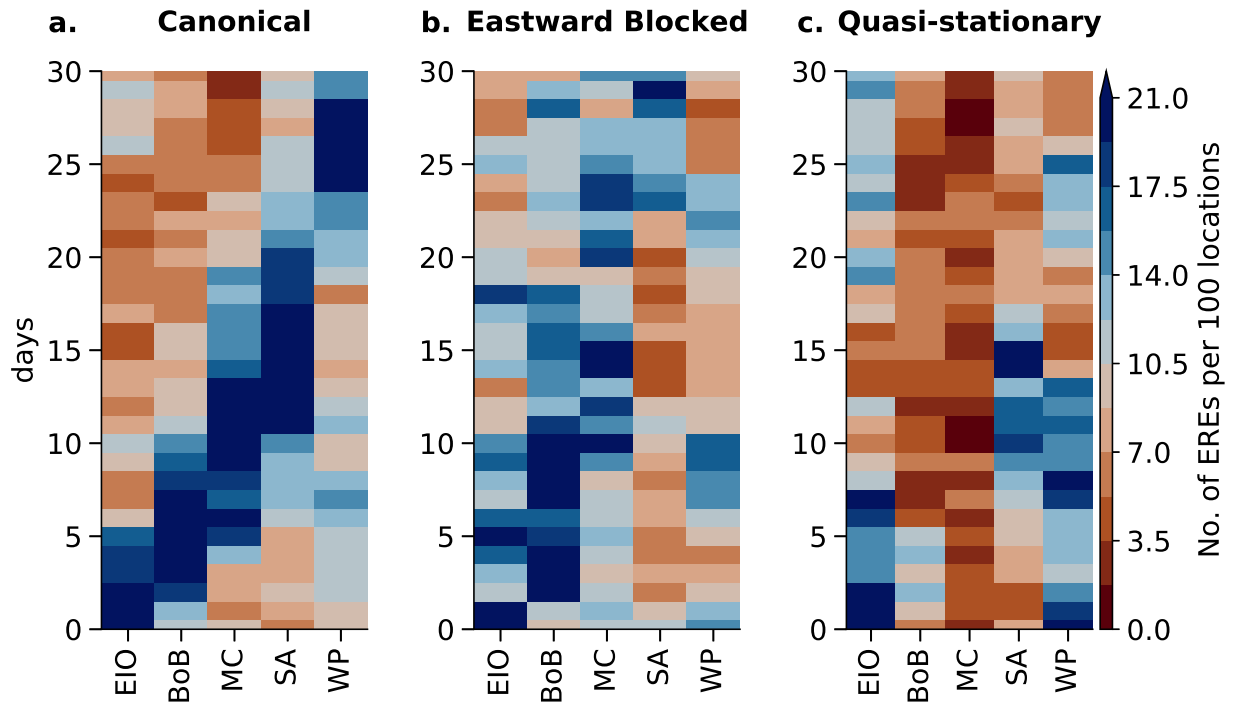 a. Canonical
b. Eastward Blocked
c. Quasi-stationary
days
30
25
20
15
10
5
0
EIO
BoB
MC
SA
WP
30
25
20
15
10
5
0
EIO
BoB
MC
SA
WP
30
25
20
15
10
5
0
EIO
BoB
MC
SA
WP
21.0
17.5
14.0
10.5
7.0
3.5
0.0
No. of EREs per 100 locations